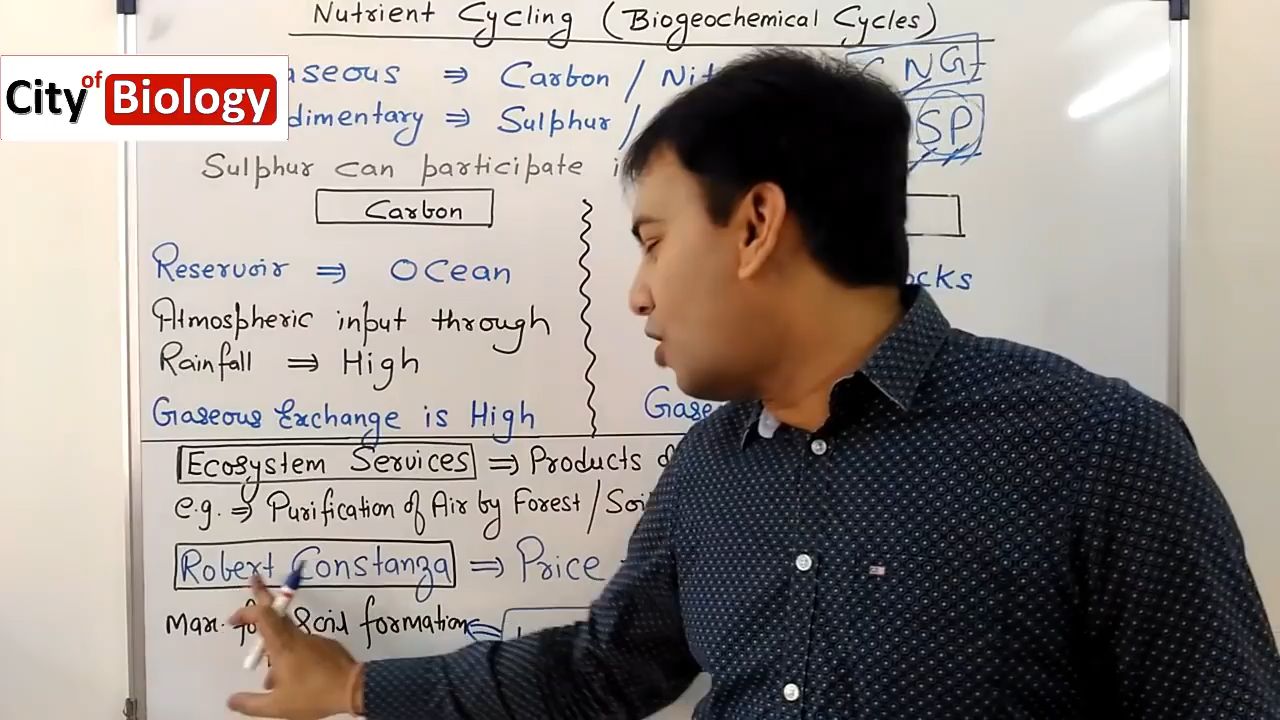 Nutrient Cycling (Biogeochemical Cycles)
City of Biology
aseous ⇒ Carbon / Nit
NG
dimentary ⇒ Sulphur /
SP
Sulphur can participate i
Carbon
Reservoir ⇒ Ocean
ocks
Atmospheric input through
Rainfall ⇒ High
Gaseous Exchange is High
Gase
Ecosystem Services ⇒ Products o
e.g. ⇒ Purification of Air by Forest / Soi
Robert Constanza ⇒ Price
Max. for Soil formation